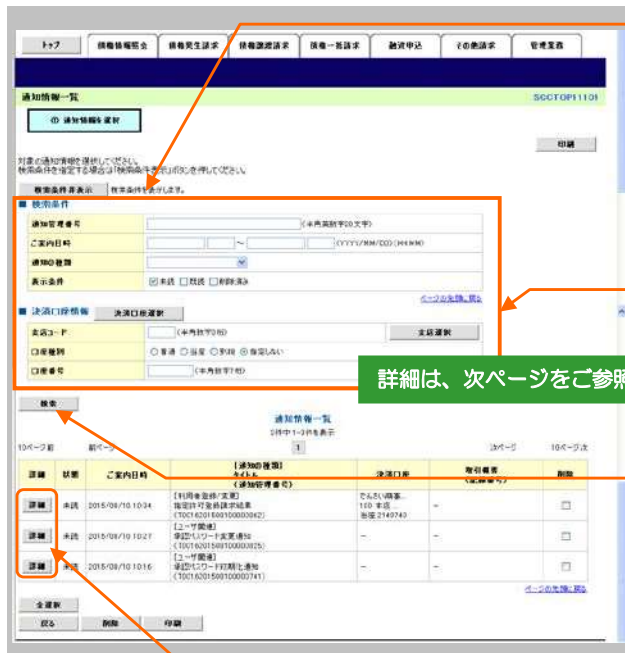 トップ 債権情報照会 債権発生請求 債権譲渡請求 債権一括請求 融資申込 その他請求 管理業務
通知情報一覧 SCCTOP11101
① 通知情報を選択
印刷
対象の通知情報を選択してください。
検索条件を指定する場合は「検索条件表示」ボタンを押してください。
検索条件非表示 検索条件を表示します。
■ 検索条件
通知管理番号 (半角英数字20文字)
ご案内日時 ～ (YYYY/MM/DD)(HH:MM)
通知の種類
表示条件 未読 既読 削除済み
ページの先頭に戻る
■ 決済口座情報 決済口座選択
支店コード (半角数字3桁) 支店選択
口座種別 普通 当座 別段 指定しない
口座番号 (半角数字7桁)
詳細は、次ページをご参照
検索
通知情報一覧
3件中1-3件を表示
10ページ前 前ページ 1 次ページ 10ページ次
詳細 状態 ご案内日時 【通知の種類】 タイトル (通知管理番号) 決済口座 取引種類 (記録番号) 削除
詳細 未読 2015/09/10 10:34 【利用者登録/変更】 指定許可登録請求結果
詳細 未読 2015/09/10 10:27 【ユーザ関連】 承認パスワード変更通知 - -
詳細 未読 2015/09/10 10:16 【ユーザ関連】 承認パスワード初期化通知 - -
ページの先頭に戻る
全選択
戻る 削除 印刷